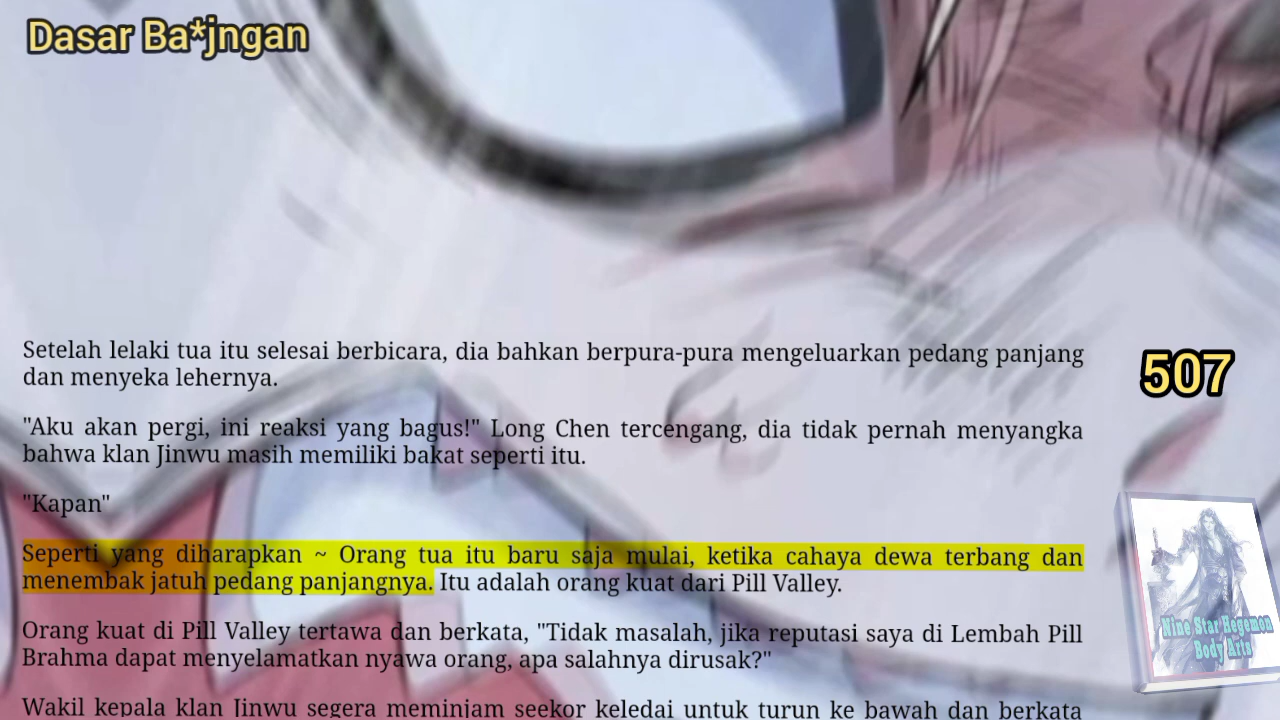 Dasar Ba*jngan
Setelah lelaki tua itu selesai berbicara, dia bahkan berpura-pura mengeluarkan pedang panjang
dan menyeka lehernya.
"Aku akan pergi, ini reaksi yang bagus!" Long Chen tercengang, dia tidak pernah menyangka
bahwa klan Jinwu masih memiliki bakat seperti itu.
"Kapan"
Seperti yang diharapkan ~ Orang tua itu baru saja mulai, ketika cahaya dewa terbang dan
menembak jatuh pedang panjangnya. Itu adalah orang kuat dari Pill Valley.
Orang kuat di Pill Valley tertawa dan berkata, "Tidak masalah, jika reputasi saya di Lembah Pill
Brahma dapat menyelamatkan nyawa orang, apa salahnya dirusak?"
Wakil kepala klan Jinwu segera meminjam seekor keledai untuk turun ke bawah dan berkata
507
Nine Star Hegemon
Body Arts